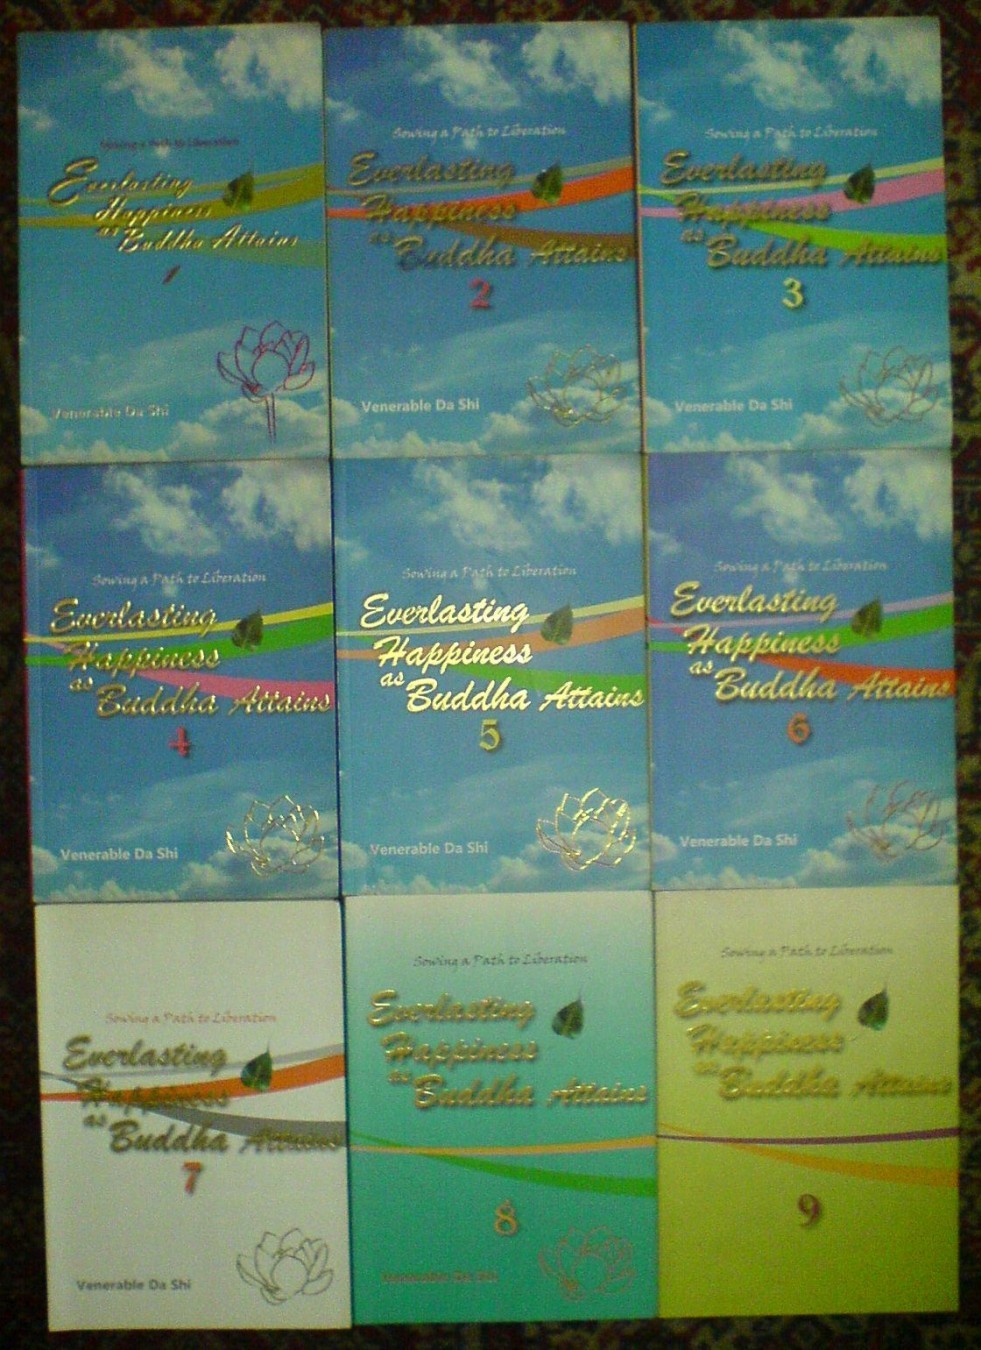 Sowing a Path to Liberation
Everlasting
Happiness
as Buddha Attains
1
Venerable Da Shi
Sowing a Path to Liberation
Everlasting
Happiness
as Buddha Attains
2
Venerable Da Shi
Sowing a Path to Liberation
Everlasting
Happiness
as Buddha Attains
3
Venerable Da Shi
Sowing a Path to Liberation
Everlasting
Happiness
as Buddha Attains
4
Venerable Da Shi
Sowing a Path to Liberation
Everlasting
Happiness
as Buddha Attains
5
Venerable Da Shi
Sowing a Path to Liberation
Everlasting
Happiness
as Buddha Attains
6
Venerable Da Shi
Sowing a Path to Liberation
Everlasting
Happiness
as Buddha Attains
7
Venerable Da Shi
Sowing a Path to Liberation
Everlasting
Happiness
as Buddha Attains
8
Venerable Da Shi
Sowing a Path to Liberation
Everlasting
Happiness
as Buddha Attains
9